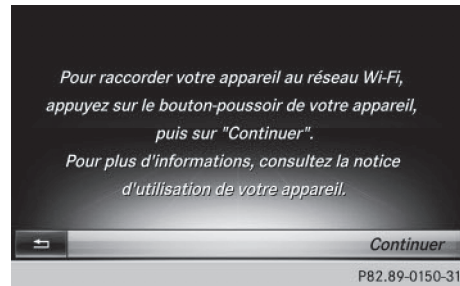 Pour raccorder votre appareil au réseau Wi-Fi,
appuyez sur le bouton-poussoir de votre appareil,
puis sur "Continuer".
Pour plus d'informations, consultez la notice
d'utilisation de votre appareil.
Continuer
P82.89-0150-31